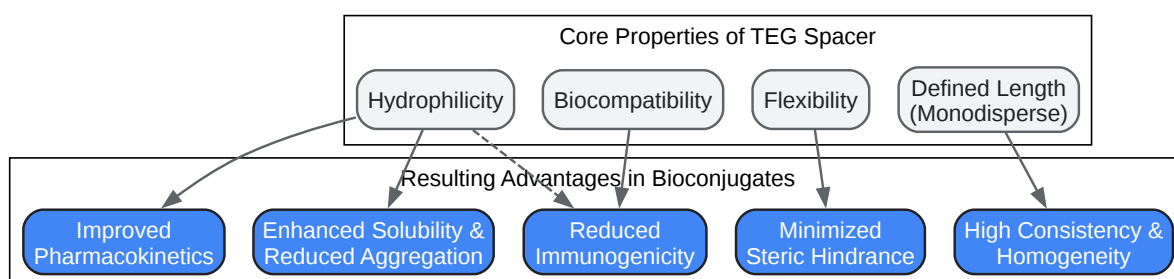 Core Properties of TEG Spacer
Hydrophilicity
Biocompatibility
Flexibility
Defined Length
(Monodisperse)
Resulting Advantages in Bioconjugates
Improved
Pharmacokinetics
Enhanced Solubility &
Reduced Aggregation
Reduced
Immunogenicity
Minimized
Steric Hindrance
High Consistency &
Homogeneity